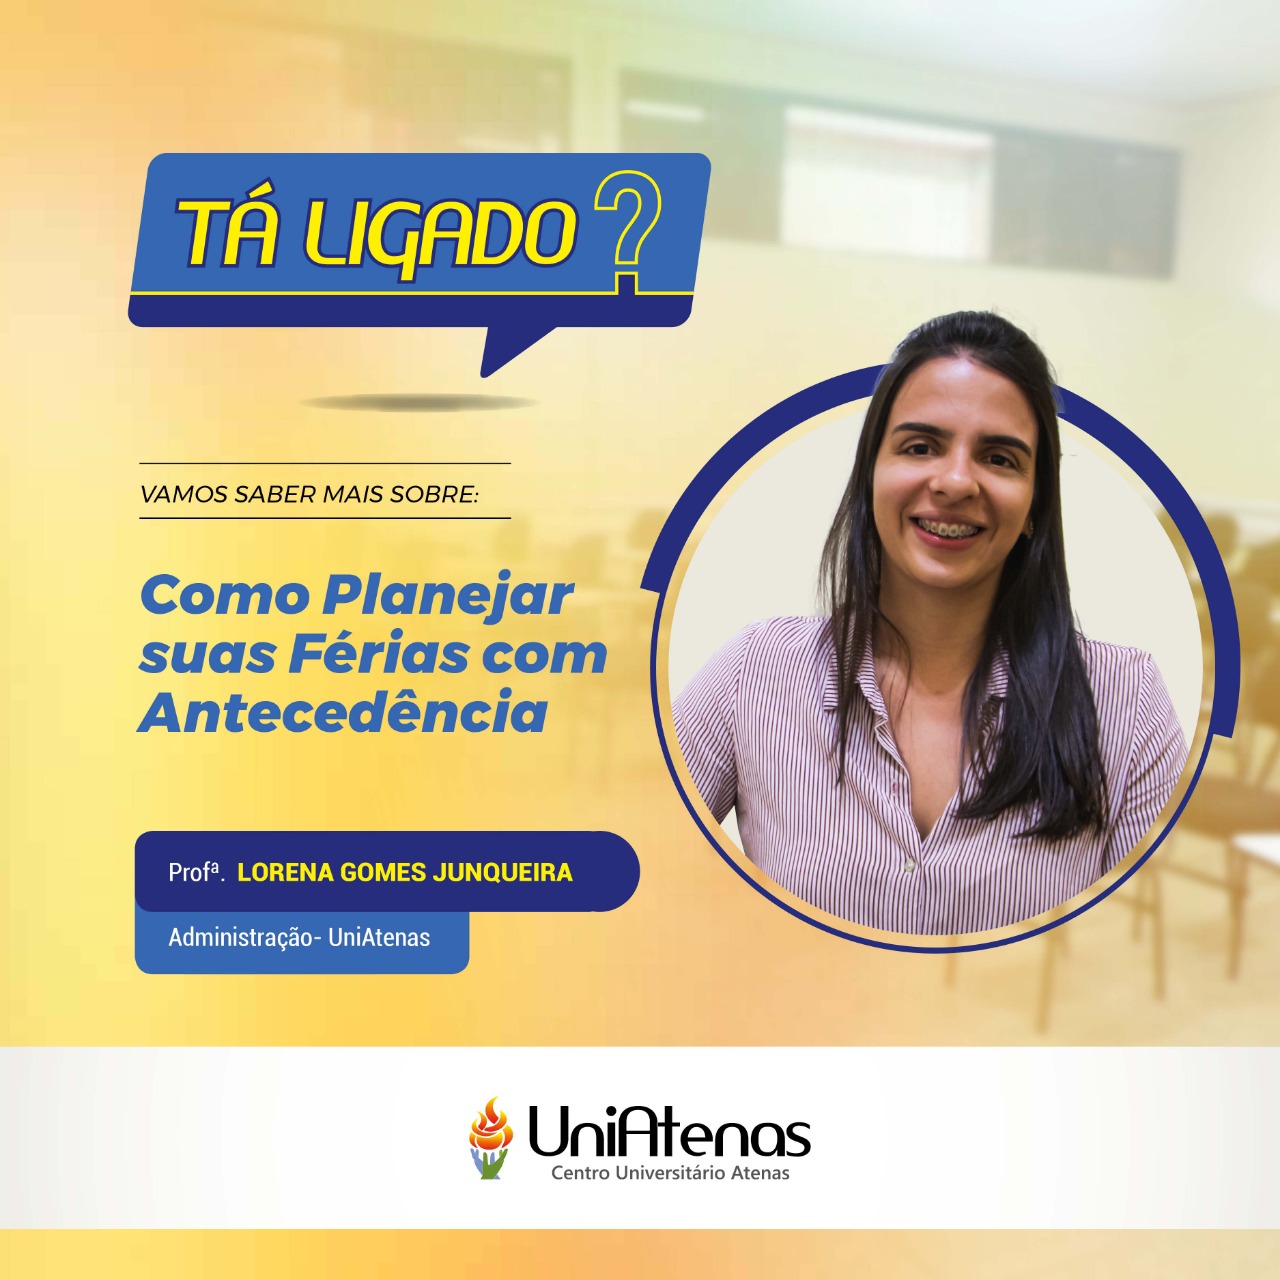 TÁ LIGADO?
VAMOS SABER MAIS SOBRE:
Como Planejar
suas Férias com
Antecedência
Profª. LORENA GOMES JUNQUEIRA
Administração- UniAtenas
UniAtenas
Centro Universitário Atenas